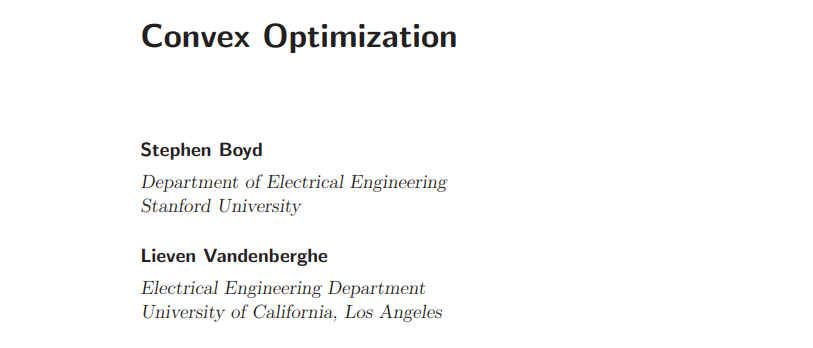 Convex Optimization
Stephen Boyd
Department of Electrical Engineering
Stanford University
Lieven Vandenberghe
Electrical Engineering Department
University of California, Los Angeles